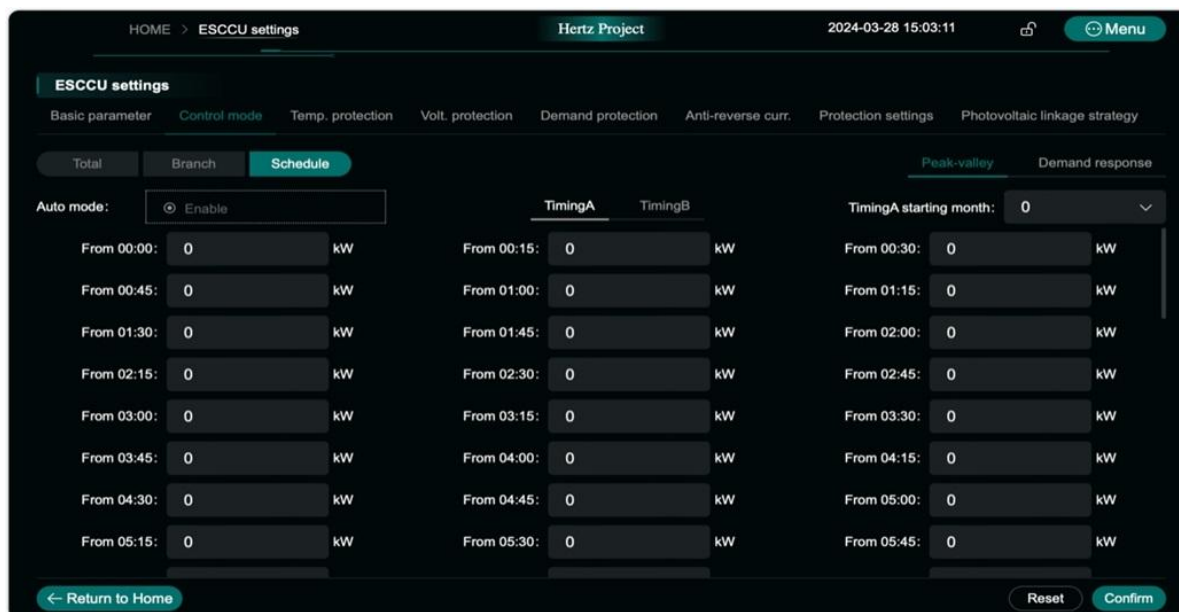 HOME > ESCCU settings Hertz Project 2024-03-28 15:03:11 Menu
ESCCU settings
Basic parameter Control mode Temp. protection Volt. protection Demand protection Anti-reverse curr. Protection settings Photovoltaic linkage strategy
Total Branch Schedule Peak-valley Demand response
Auto mode: Enable TimingA TimingB TimingA starting month: 0
From 00:00: 0 kW From 00:15: 0 kW From 00:30: 0 kW
From 00:45: 0 kW From 01:00: 0 kW From 01:15: 0 kW
From 01:30: 0 kW From 01:45: 0 kW From 02:00: 0 kW
From 02:15: 0 kW From 02:30: 0 kW From 02:45: 0 kW
From 03:00: 0 kW From 03:15: 0 kW From 03:30: 0 kW
From 03:45: 0 kW From 04:00: 0 kW From 04:15: 0 kW
From 04:30: 0 kW From 04:45: 0 kW From 05:00: 0 kW
From 05:15: 0 kW From 05:30: 0 kW From 05:45: 0 kW
← Return to Home Reset Confirm